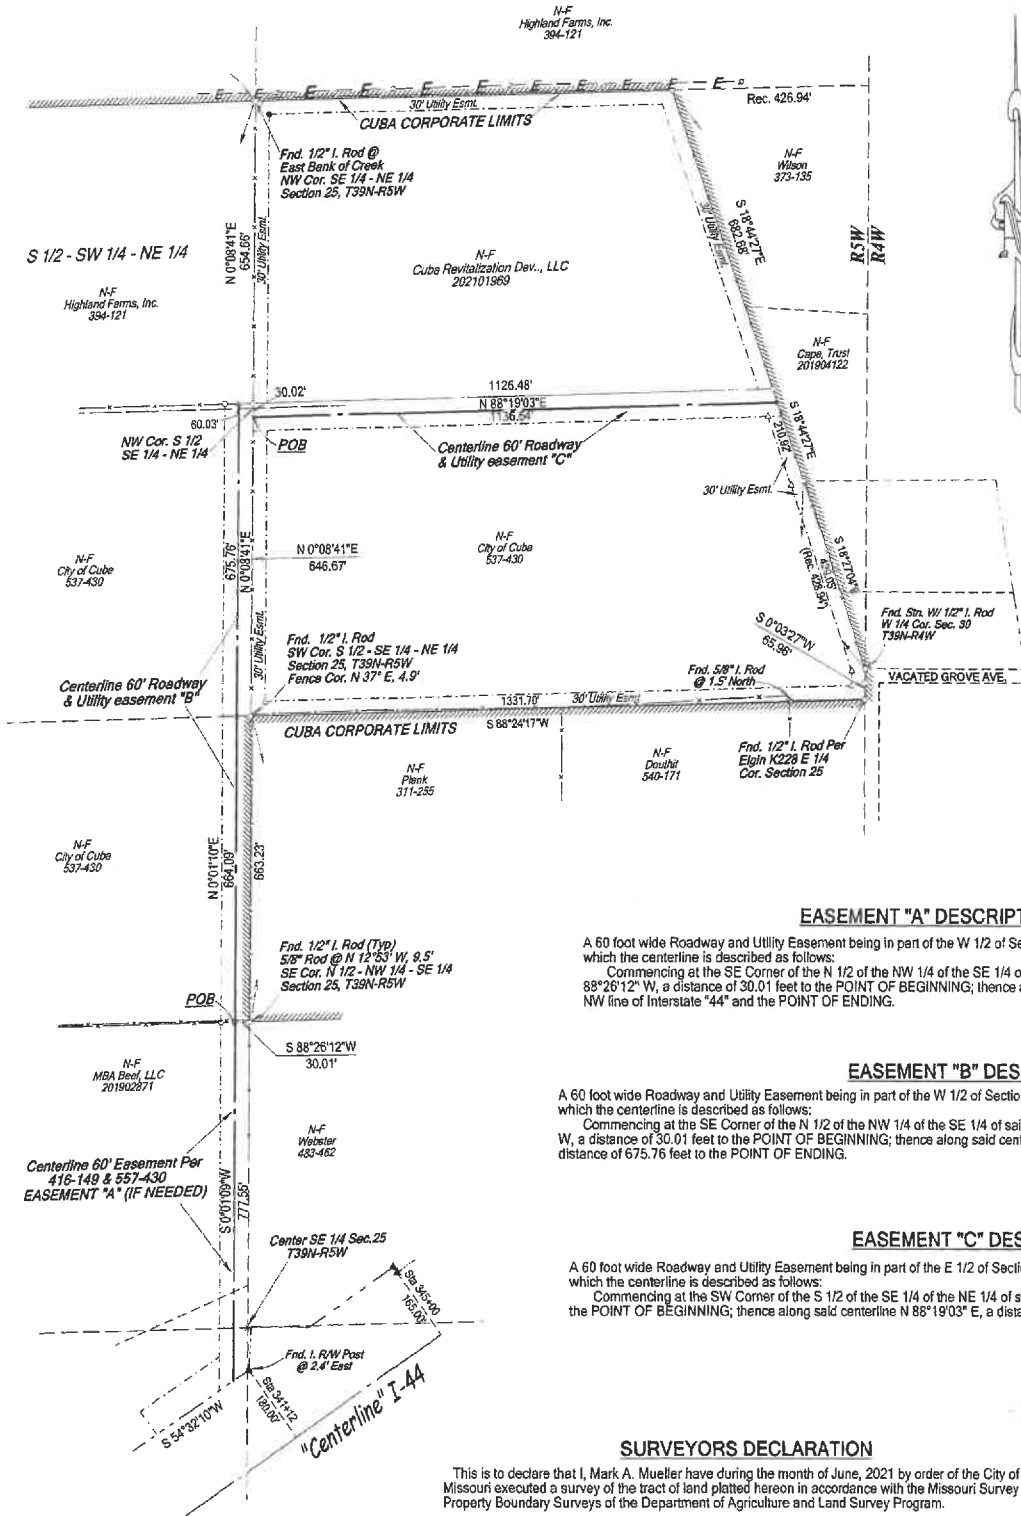 N-F
Highland Farms, Inc.
394-121
E E E E E E E E E E
Rec. 426.94'
30' Utility Esmt.
CUBA CORPORATE LIMITS
Fnd. 1/2" I. Rod @
East Bank of Creek
NW Cor. SE 1/4 - NE 1/4
Section 25, T39N-R5W
N-F
Wilson
373-135
S 18°44'27"E
682.68'
30' Utility Esmt.
R5W
R4W
S 1/2 - SW 1/4 - NE 1/4
N 0°08'41"E
654.66'
30' Utility Esmt.
N-F
Cuba Revitalization Dev.., LLC
202101969
N-F
Highland Farms, Inc.
394-121
N-F
Cape, Trust
201904122
30.02'
1126.48'
N 88°19'03"E
1136.64'
60.03'
NW Cor. S 1/2
SE 1/4 - NE 1/4
POB
Centerline 60' Roadway
& Utility easement "C"
S 18°44'27"E
210.92'
30' Utility Esmt.
N-F
City of Cuba
537-430
675.76'
N 0°08'41"E
N 0°08'41"E
646.67'
N-F
City of Cuba
537-430
S 18°27'04"E
(Rec. 426.94')
S 0°03'27"W
65.96'
Fnd. Stn. W/ 1/2" I. Rod
W 1/4 Cor. Sec. 30
T39N-R4W
30' Utility Esmt.
Fnd. 1/2" I. Rod
SW Cor. S 1/2 - SE 1/4 - NE 1/4
Section 25, T39N-R5W
Fence Cor. N 37° E, 4.9'
Fnd. 5/8" I. Rod
@ 1.5' North
VACATED GROVE AVE.
Centerline 60' Roadway
& Utility easement "B"
1331.70'
30' Utility Esmt
CUBA CORPORATE LIMITS
S 88°24'17"W
N-F
Plank
311-255
N-F
Douthit
540-171
Fnd. 1/2" I. Rod Per
Elgin K228 E 1/4
Cor. Section 25
N-F
City of Cuba
537-430
N 0°01'10"E
664.09'
663.23'
Fnd. 1/2" I. Rod (Typ)
5/8" Rod @ N 12°53' W, 9.5'
SE Cor. N 1/2 - NW 1/4 - SE 1/4
Section 25, T39N-R5W
POB
S 88°26'12"W
30.01'
N-F
MBA Beef, LLC
201902871
N-F
Webster
483-462
Centerline 60' Easement Per
416-149 & 557-430
EASEMENT "A" (IF NEEDED)
S 0°01'09"W
777.55'
Center SE 1/4 Sec.25
T39N-R5W
Sta 345+00
165.00'
Fnd. I. R/W Post
@ 2.4' East
Sta 341+12
180.00'
S 54°32'10"W
"Centerline" I-44
EASEMENT "A" DESCRIPT
A 60 foot wide Roadway and Utility Easement being in part of the W 1/2 of Se
which the centerline is described as follows:
Commencing at the SE Corner of the N 1/2 of the NW 1/4 of the SE 1/4 o
88°26'12" W, a distance of 30.01 feet to the POINT OF BEGINNING; thence a
NW line of Interstate "44" and the POINT OF ENDING.
EASEMENT "B" DES
A 60 foot wide Roadway and Utility Easement being in part of the W 1/2 of Sectio
which the centerline is described as follows:
Commencing at the SE Corner of the N 1/2 of the NW 1/4 of the SE 1/4 of sai
W, a distance of 30.01 feet to the POINT OF BEGINNING; thence along said cent
distance of 675.76 feet to the POINT OF ENDING.
EASEMENT "C" DES
A 60 foot wide Roadway and Utility Easement being in part of the E 1/2 of Secti
which the centerline is described as follows:
Commencing at the SW Corner of the S 1/2 of the SE 1/4 of the NE 1/4 of s
the POINT OF BEGINNING; thence along said centerline N 88°19'03" E, a dista
SURVEYORS DECLARATION
This is to declare that I, Mark A. Mueller have during the month of June, 2021 by order of the City of
Missouri executed a survey of the tract of land platted hereon in accordance with the Missouri Survey
Property Boundary Surveys of the Department of Agriculture and Land Survey Program.